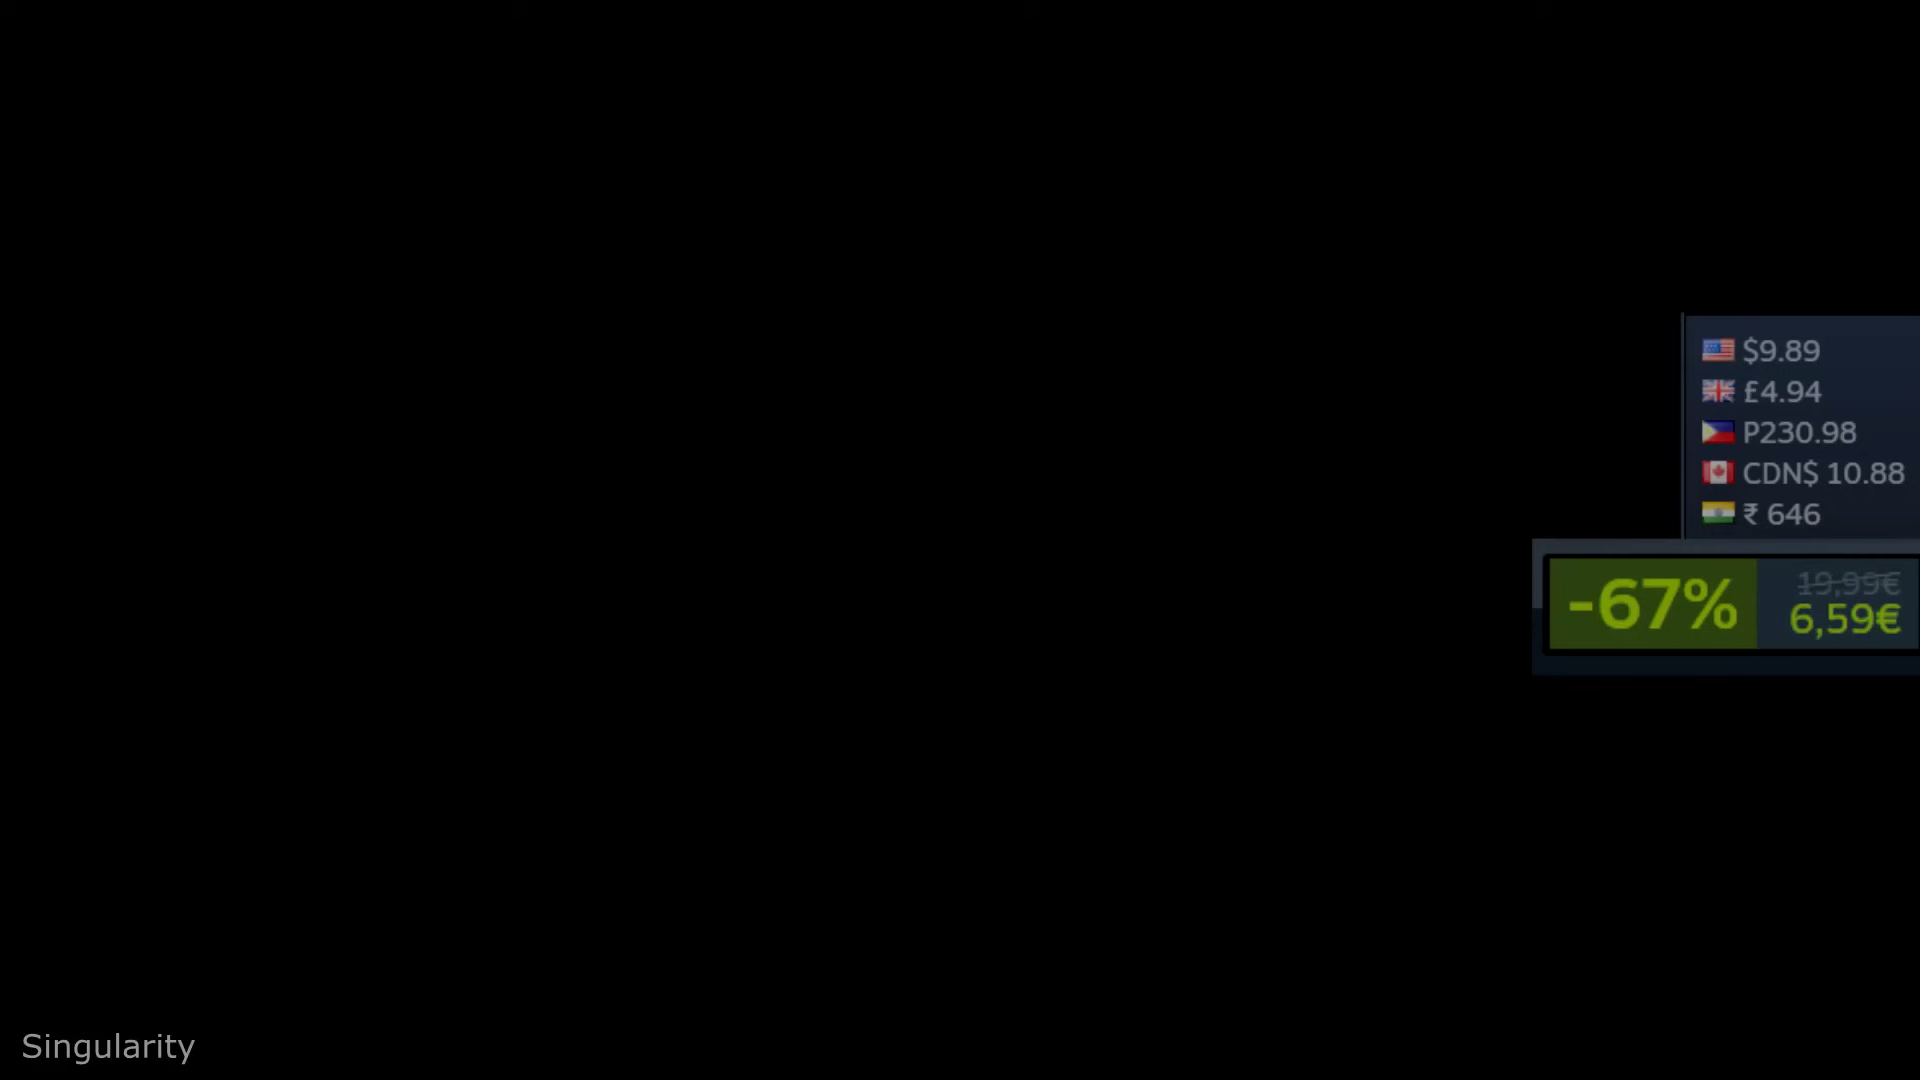 $9.89
£4.94
P230.98
CDN$ 10.88
₹ 646
-67%
19,99€
6,59€
Singularity